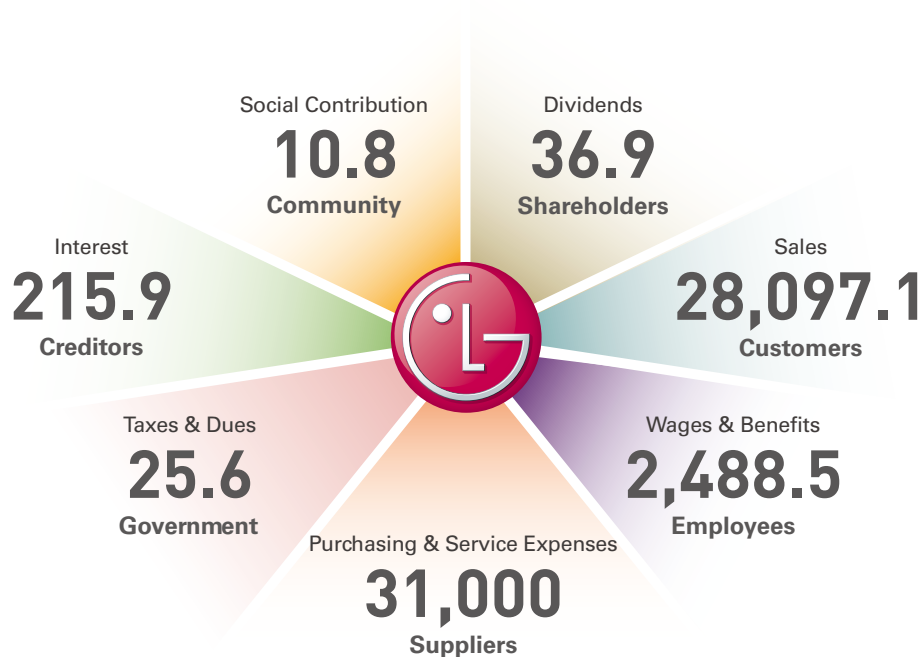 Social Contribution
10.8
Community
Dividends
36.9
Shareholders
Interest
215.9
Creditors
Sales
28,097.1
Customers
LG
Taxes & Dues
25.6
Government
Wages & Benefits
2,488.5
Employees
Purchasing & Service Expenses
31,000
Suppliers